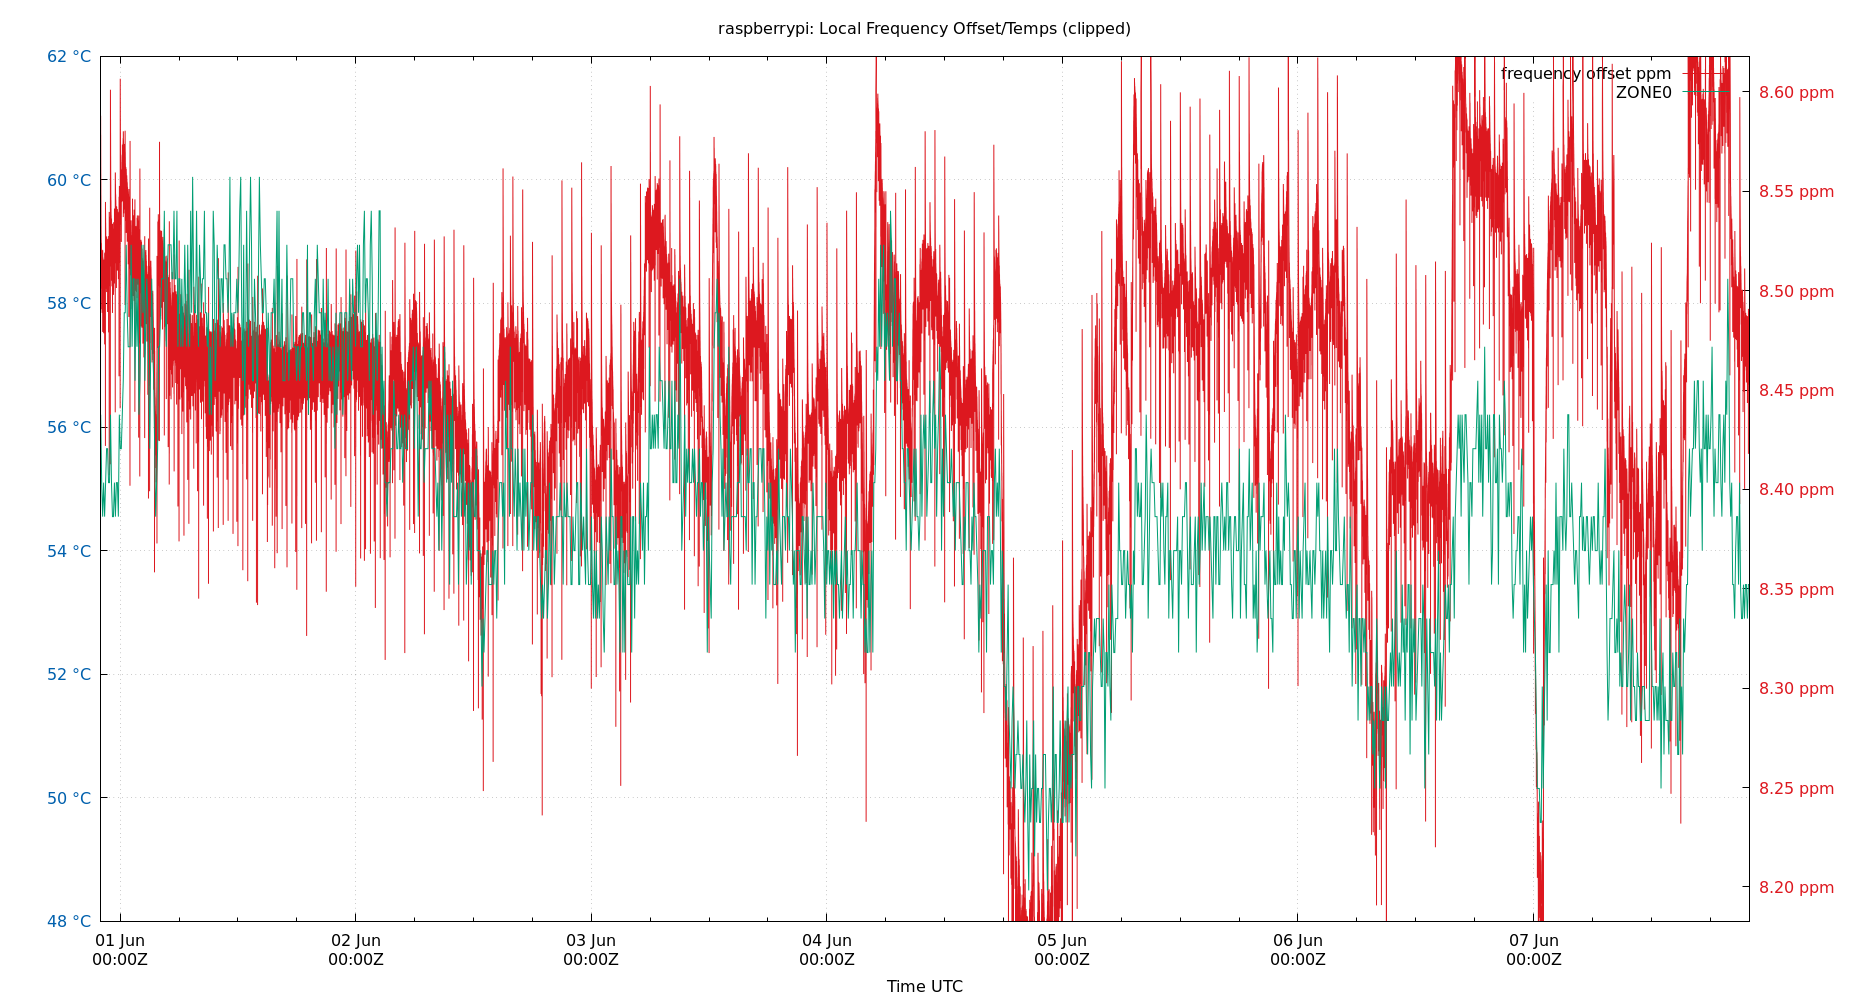 raspberrypi: Local Frequency Offset/Temps (clipped)
62 °C
60 °C
58 °C
56 °C
54 °C
52 °C
50 °C
48 °C
frequency offset ppm
ZONE0
8.60 ppm
8.55 ppm
8.50 ppm
8.45 ppm
8.40 ppm
8.35 ppm
8.30 ppm
8.25 ppm
8.20 ppm
01 Jun
00:00Z
02 Jun
00:00Z
03 Jun
00:00Z
04 Jun
00:00Z
05 Jun
00:00Z
06 Jun
00:00Z
07 Jun
00:00Z
Time UTC